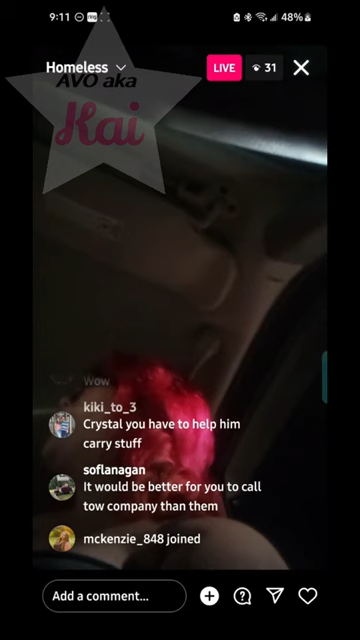 9:11
ring
48%
Homeless
LIVE
31
AVO aka
Kai
Wow
kiki_to_3
Crystal you have to help him
carry stuff
soflanagan
It would be better for you to call
tow company than them
mckenzie_848 joined
Add a comment...